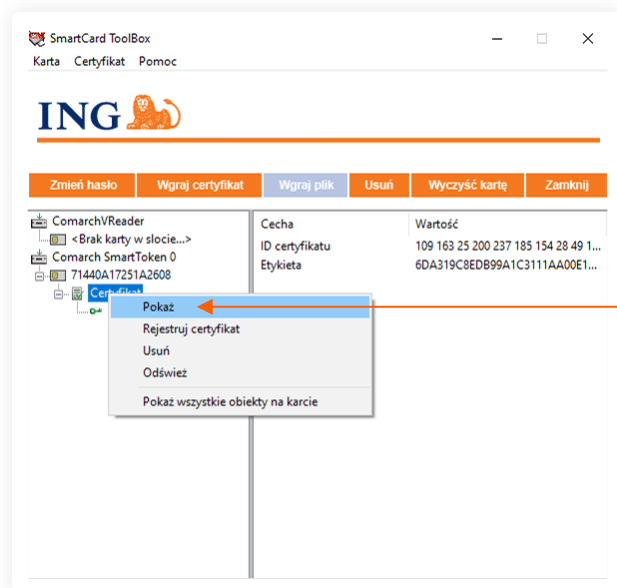 SmartCard ToolBox
Karta Certyfikat Pomoc
ING
Zmień hasło Wgraj certyfikat Wgraj plik Usuń Wyczyść kartę Zamknij
ComarchVReader
<Brak karty w slocie...>
Comarch SmartToken 0
71440A17251A2608
Certyfikat
Cecha Wartość
ID certyfikatu 109 163 25 200 237 185 154 28 49 1...
Etykieta 6DA319C8EDB99A1C3111AA00E1...
Pokaż
Rejestruj certyfikat
Usuń
Odśwież
Pokaż wszystkie obiekty na karcie